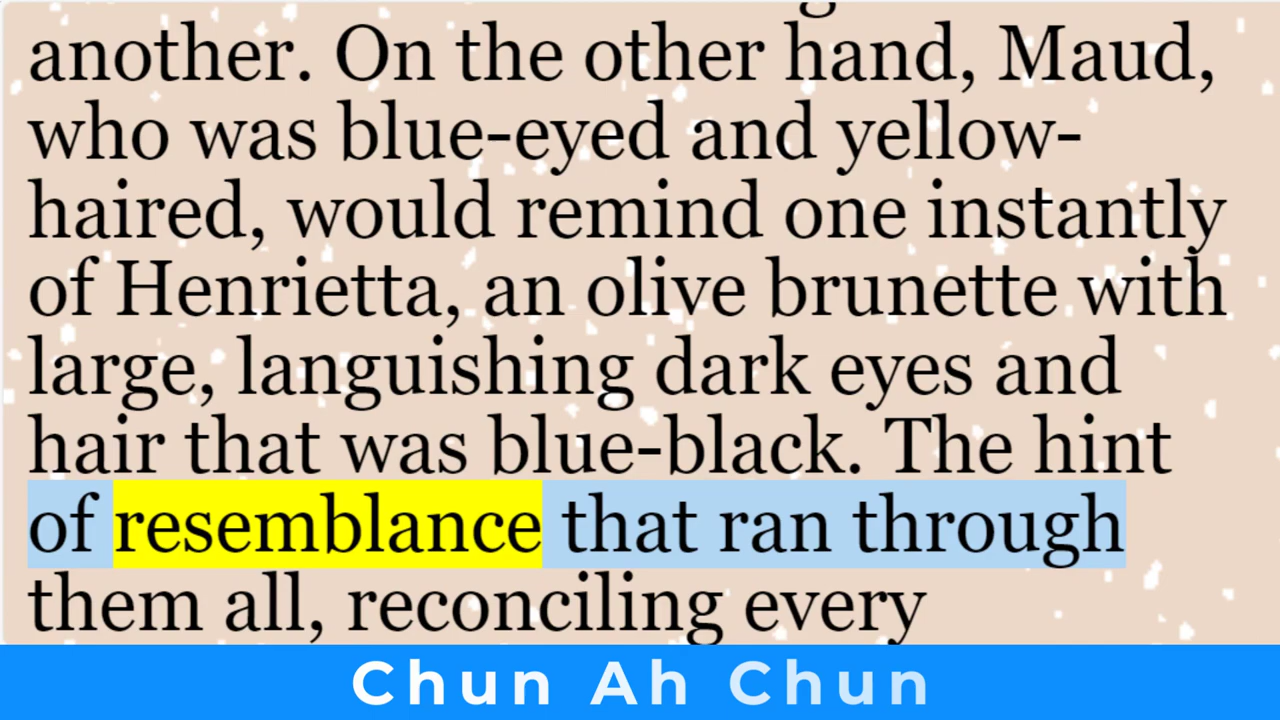 another. On the other hand, Maud,
who was blue-eyed and yellow-
haired, would remind one instantly
of Henrietta, an olive brunette with
large, languishing dark eyes and
hair that was blue-black. The hint
of resemblance that ran through
them all, reconciling every
Chun Ah Chun